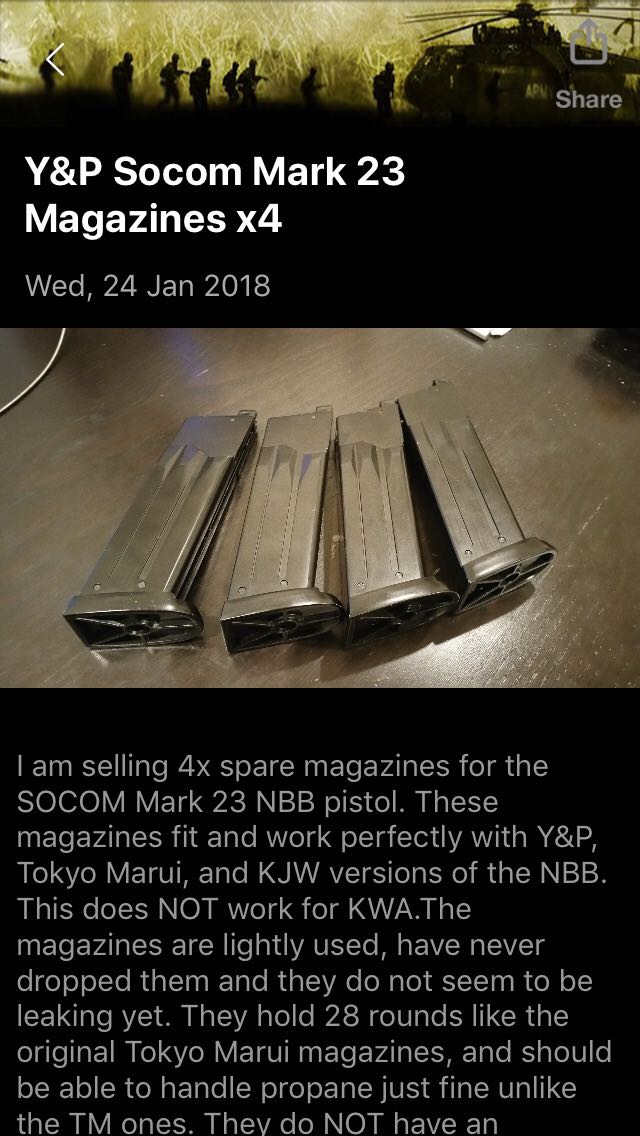 ARMY
Share
Y&P Socom Mark 23
Magazines x4
Wed, 24 Jan 2018
I am selling 4x spare magazines for the
SOCOM Mark 23 NBB pistol. These
magazines fit and work perfectly with Y&P,
Tokyo Marui, and KJW versions of the NBB.
This does NOT work for KWA.The
magazines are lightly used, have never
dropped them and they do not seem to be
leaking yet. They hold 28 rounds like the
original Tokyo Marui magazines, and should
be able to handle propane just fine unlike
the TM ones. They do NOT have an